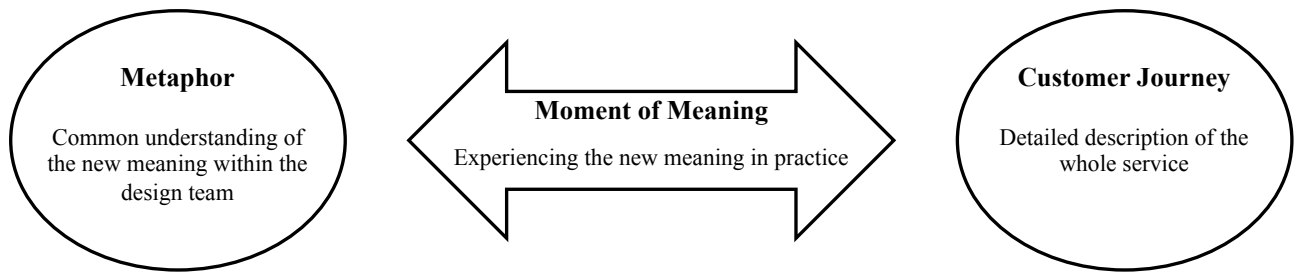 Metaphor
Common understanding of
the new meaning within the
design team
Moment of Meaning
Experiencing the new meaning in practice
Customer Journey
Detailed description of the
whole service